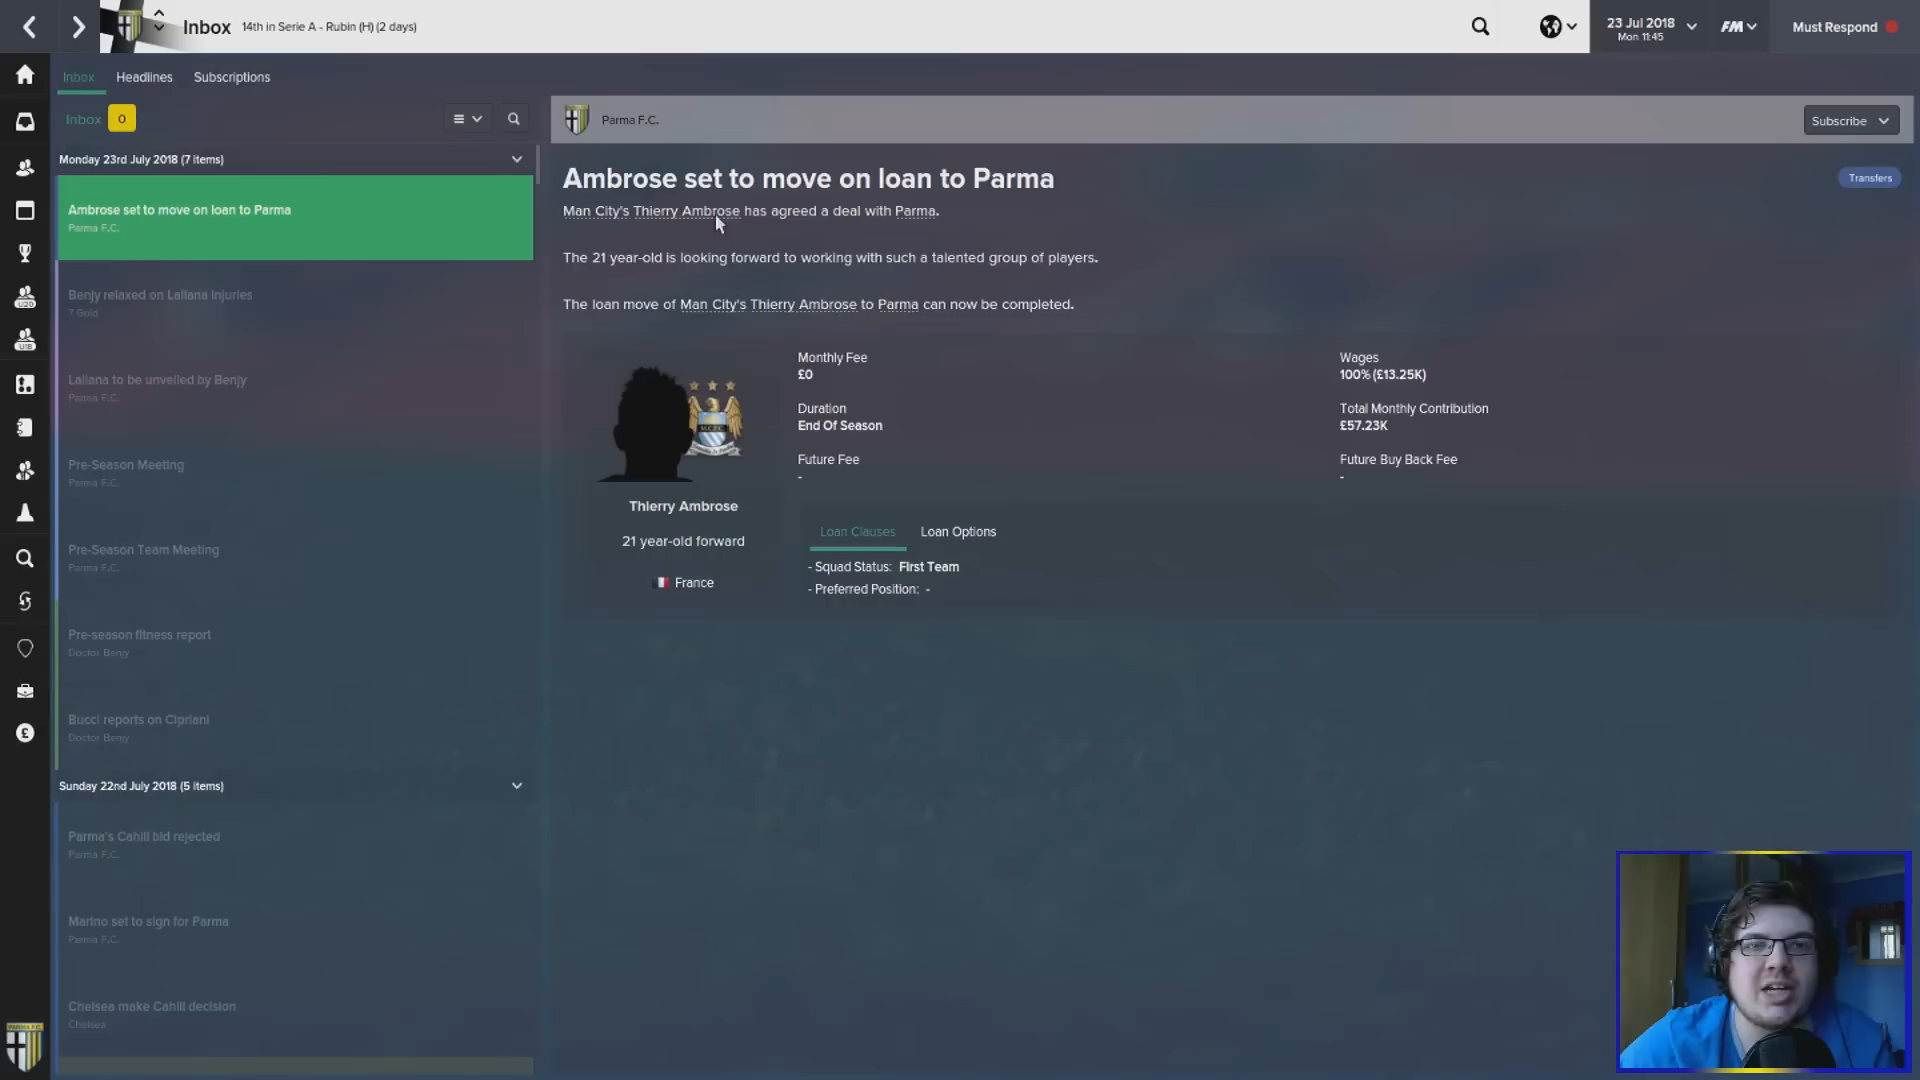 Inbox 14th in Serie A - Rubin (H) (2 days)
23 Jul 2018
Mon 11:45
FM
Must Respond
Inbox Headlines Subscriptions
Inbox 0
Parma F.C.
Subscribe
Monday 23rd July 2018 (7 items)
Ambrose set to move on loan to Parma
Parma F.C.
Benjy relaxed on Lallana injuries
7 Gold
Lallana to be unveiled by Benjy
Parma F.C.
Pre-Season Meeting
Parma F.C.
Pre-Season Team Meeting
Parma F.C.
Pre-season fitness report
Doctor Benjy
Bucci reports on Cipriani
Doctor Benjy
Sunday 22nd July 2018 (5 items)
Parma's Cahill bid rejected
Parma F.C.
Marino set to sign for Parma
Parma F.C.
Chelsea make Cahill decision
Chelsea
U20
U18
Ambrose set to move on loan to Parma
Transfers
Man City's Thierry Ambrose has agreed a deal with Parma.
The 21 year-old is looking forward to working with such a talented group of players.
The loan move of Man City's Thierry Ambrose to Parma can now be completed.
Thierry Ambrose
21 year-old forward
France
Monthly Fee
£0
Duration
End Of Season
Future Fee
-
Wages
100% (£13.25K)
Total Monthly Contribution
£57.23K
Future Buy Back Fee
-
Loan Clauses Loan Options
- Squad Status: First Team
- Preferred Position: -